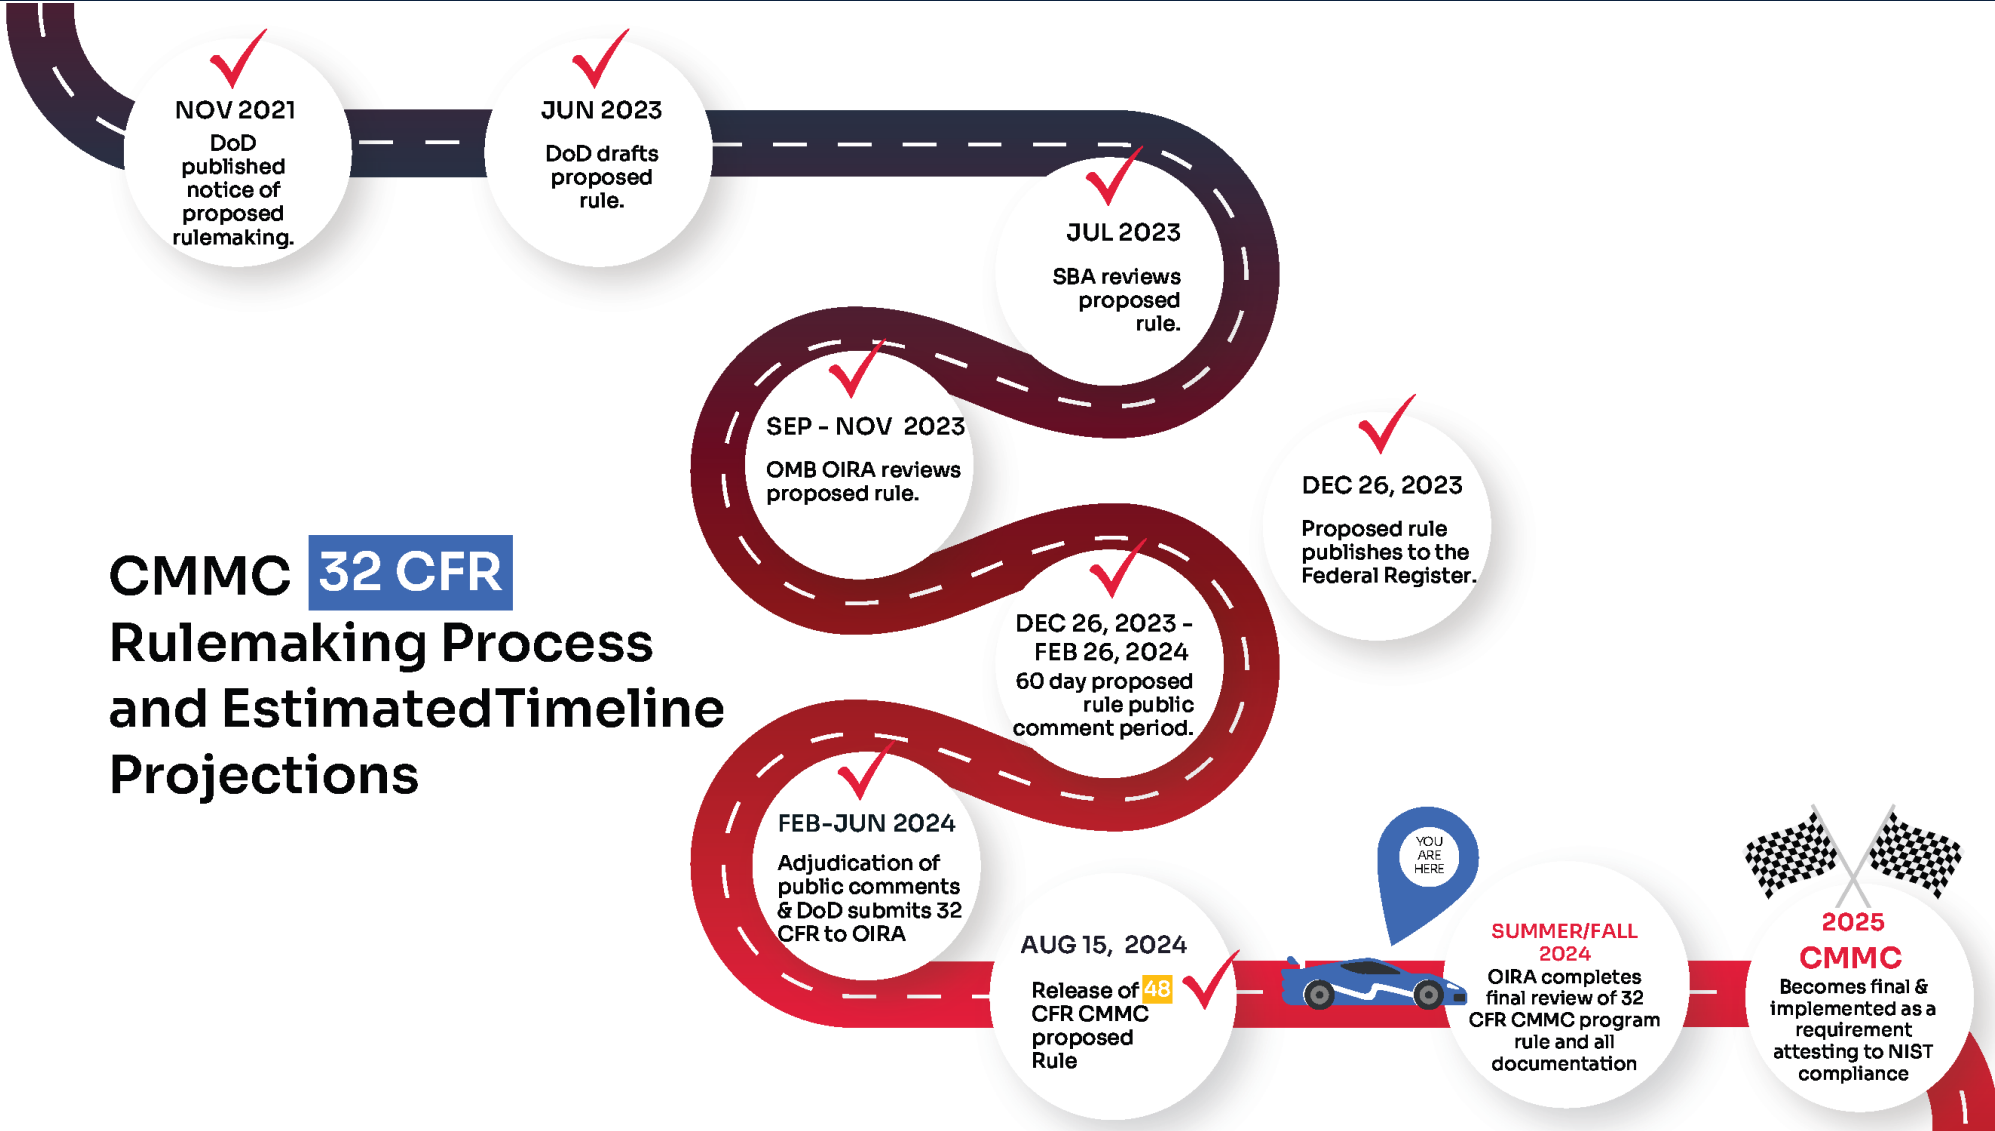 NOV 2021
DoD
published
notice of
proposed
rulemaking.
JUN 2023
DoD drafts
proposed
rule.
JUL 2023
SBA reviews
proposed
rule.
SEP - NOV 2023
OMB OIRA reviews
proposed rule.
DEC 26, 2023
Proposed rule
publishes to the
Federal Register.
CMMC 32 CFR
Rulemaking Process
and EstimatedTimeline
Projections
DEC 26, 2023 -
FEB 26, 2024
60 day proposed
rule public
comment period.
FEB-JUN 2024
Adjudication of
public comments
& DoD submits 32
CFR to OIRA
AUG 15, 2024
Release of 48
CFR CMMC
proposed
Rule
YOU
ARE
HERE
SUMMER/FALL
2024
OIRA completes
final review of 32
CFR CMMC program
rule and all
documentation
2025
CMMC
Becomes final &
implemented as a
requirement
attesting to NIST
compliance